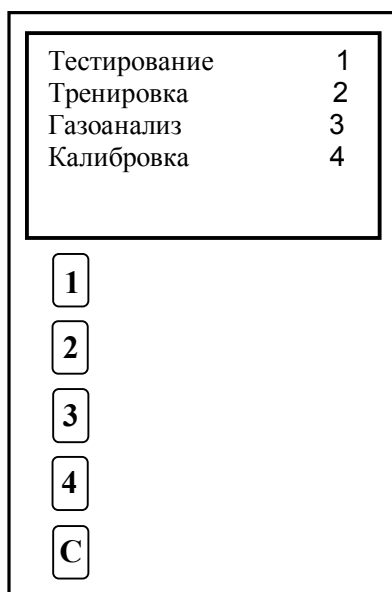 Тестирование 1
Тренировка 2
Газоанализ 3
Калибровка 4
1
2
3
4
С